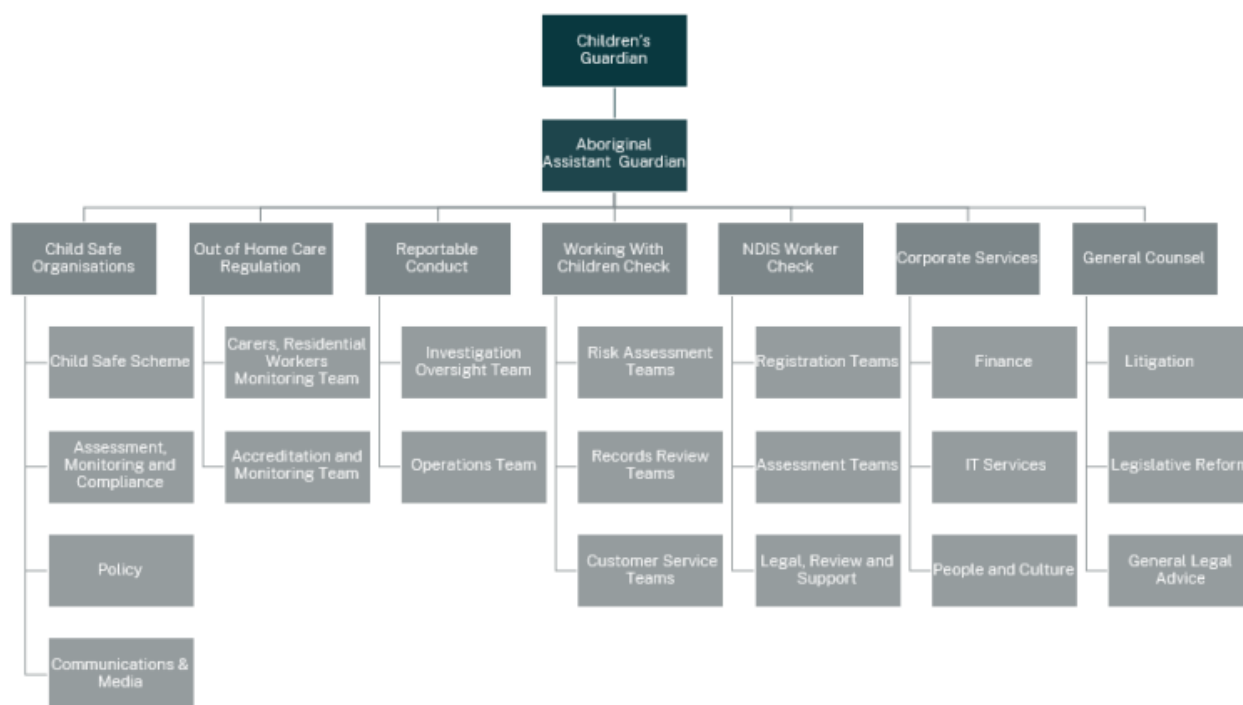 Children's
Guardian
Aboriginal
Assistant Guardian
Child Safe
Organisations
Out of Home Care
Regulation
Reportable
Conduct
Working With
Children Check
NDIS Worker
Check
Corporate Services
General Counsel
Child Safe Scheme
Assessment,
Monitoring and
Compliance
Policy
Communications &
Media
Carers, Residential
Workers
Monitoring Team
Accreditation and
Monitoring Team
Investigation
Oversight Team
Operations Team
Risk Assessment
Teams
Records Review
Teams
Customer Service
Teams
Registration Teams
Assessment Teams
Legal, Review and
Support
Finance
IT Services
People and Culture
Litigation
Legislative Reform
General Legal
Advice